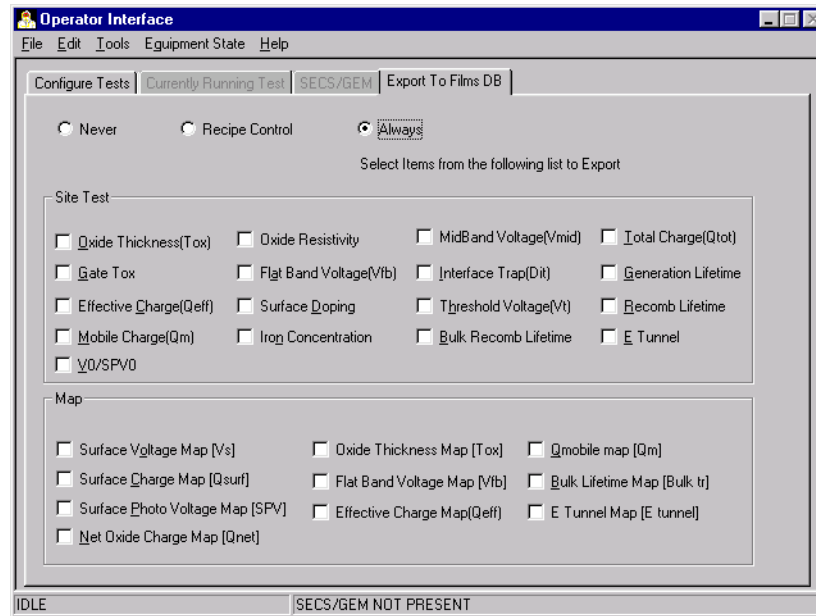 Operator Interface
File Edit Tools Equipment State Help
Configure Tests Currently Running Test SECS/GEM Export To Films DB
Never Recipe Control Always
Select Items from the following list to Export
Site Test
Oxide Thickness(Tox) Oxide Resistivity MidBand Voltage(Vmid) Total Charge(Qtot)
Gate Tox Flat Band Voltage(Vfb) Interface Trap(Dit) Generation Lifetime
Effective Charge(Qeff) Surface Doping Threshold Voltage(Vt) Recomb Lifetime
Mobile Charge(Qm) Iron Concentration Bulk Recomb Lifetime E Tunnel
V0/SPV0
Map
Surface Voltage Map [Vs] Oxide Thickness Map [Tox] Qmobile map [Qm]
Surface Charge Map [Qsurf] Flat Band Voltage Map [Vfb] Bulk Lifetime Map [Bulk tr]
Surface Photo Voltage Map [SPV] Effective Charge Map(Qeff) E Tunnel Map [E tunnel]
Net Oxide Charge Map [Qnet]
IDLE SECS/GEM NOT PRESENT